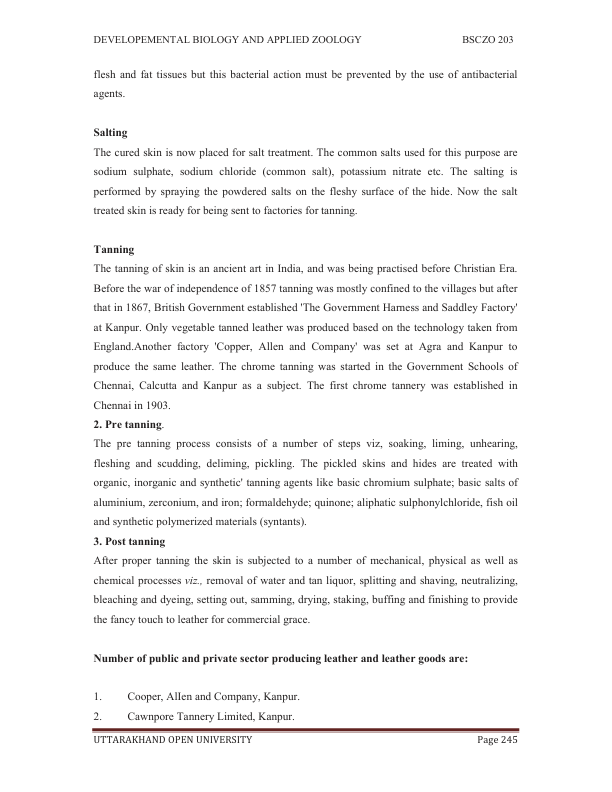 DEVELOPEMENTAL BIOLOGY AND APPLIED ZOOLOGY BSCZO 203
flesh and fat tissues but this bacterial action must be prevented by the use of antibacterial
agents.
Salting
The cured skin is now placed for salt treatment. The common salts used for this purpose are
sodium sulphate, sodium chloride (common salt), potassium nitrate etc. The salting is
performed by spraying the powdered salts on the fleshy surface of the hide. Now the salt
treated skin is ready for being sent to factories for tanning.
Tanning
The tanning of skin is an ancient art in India, and was being practised before Christian Era.
Before the war of independence of 1857 tanning was mostly confined to the villages but after
that in 1867, British Government established 'The Government Harness and Saddley Factory'
at Kanpur. Only vegetable tanned leather was produced based on the technology taken from
England.Another factory 'Copper, Allen and Company' was set at Agra and Kanpur to
produce the same leather. The chrome tanning was started in the Government Schools of
Chennai, Calcutta and Kanpur as a subject. The first chrome tannery was established in
Chennai in 1903.
2. Pre tanning.
The pre tanning process consists of a number of steps viz, soaking, liming, unhearing,
fleshing and scudding, deliming, pickling. The pickled skins and hides are treated with
organic, inorganic and synthetic' tanning agents like basic chromium sulphate; basic salts of
aluminium, zerconium, and iron; formaldehyde; quinone; aliphatic sulphonylchloride, fish oil
and synthetic polymerized materials (syntants).
3. Post tanning
After proper tanning the skin is subjected to a number of mechanical, physical as well as
chemical processes viz., removal of water and tan liquor, splitting and shaving, neutralizing,
bleaching and dyeing, setting out, samming, drying, staking, buffing and finishing to provide
the fancy touch to leather for commercial grace.
Number of public and private sector producing leather and leather goods are:
1. Cooper, Allen and Company, Kanpur.
2. Cawnpore Tannery Limited, Kanpur.
UTTARAKHAND OPEN UNIVERSITY Page 245